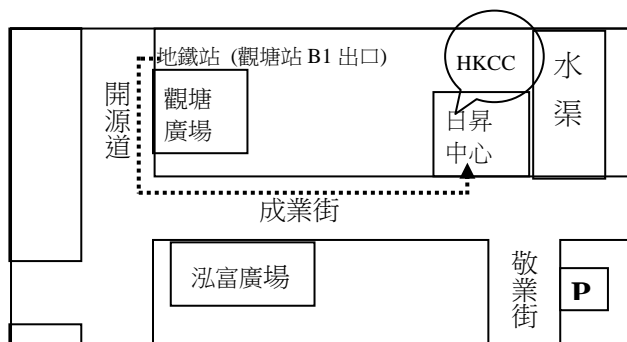 地鐵站 (觀塘站 B1 出口)
HKCC
水渠
開源道
觀塘
廣場
日昇
中心
成業街
泓富廣場
敬業街
P